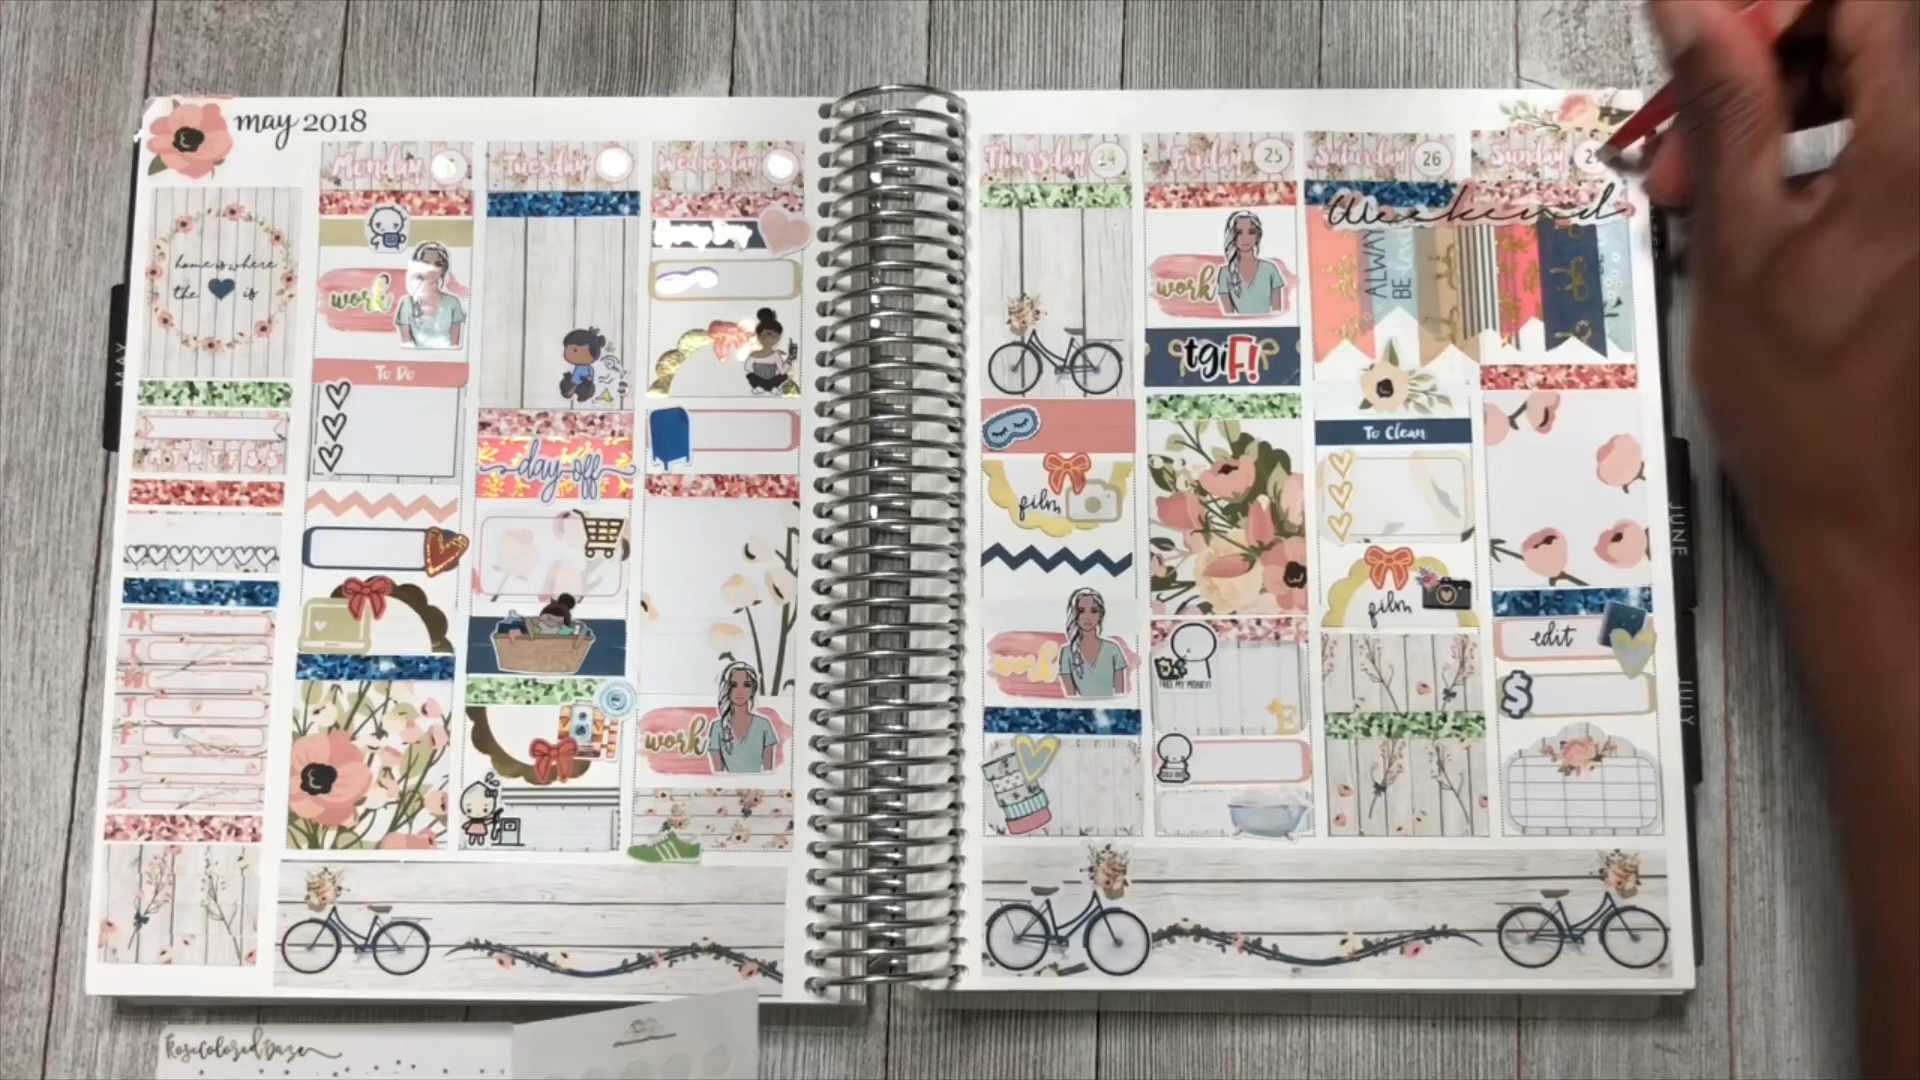 may 2018
Monday
Tuesday
Wednesday
Thursday 24
Friday 25
Saturday 26
Sunday
home is where
the is
work
To Do
day off
work
film
work
work
tgiF!
Weekend
ALWAYS
BE
To Clean
film
edit
$
M
T
W
T
F
MAY
JUNE
JULY
RoseColoredDaze